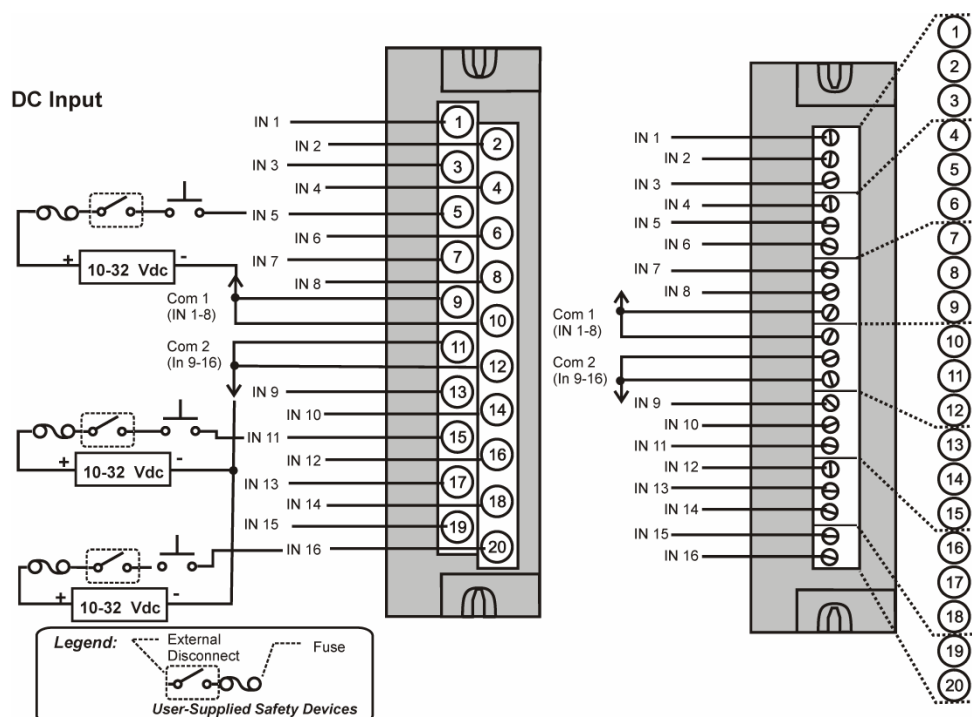 DC Input
IN 1
IN 2
IN 3
IN 4
IN 5
IN 6
IN 7
IN 8
Com 1
(IN 1-8)
Com 2
(In 9-16)
IN 9
IN 10
IN 11
IN 12
IN 13
IN 14
IN 15
IN 16
+ 10-32 Vdc -
+ 10-32 Vdc -
+ 10-32 Vdc -
1
2
3
4
5
6
7
8
9
10
11
12
13
14
15
16
17
18
19
20
Legend:
External
Disconnect
Fuse
User-Supplied Safety Devices
IN 1
IN 2
IN 3
IN 4
IN 5
IN 6
IN 7
IN 8
Com 1
(IN 1-8)
Com 2
(In 9-16)
IN 9
IN 10
IN 11
IN 12
IN 13
IN 14
IN 15
IN 16
1
2
3
4
5
6
7
8
9
10
11
12
13
14
15
16
17
18
19
20